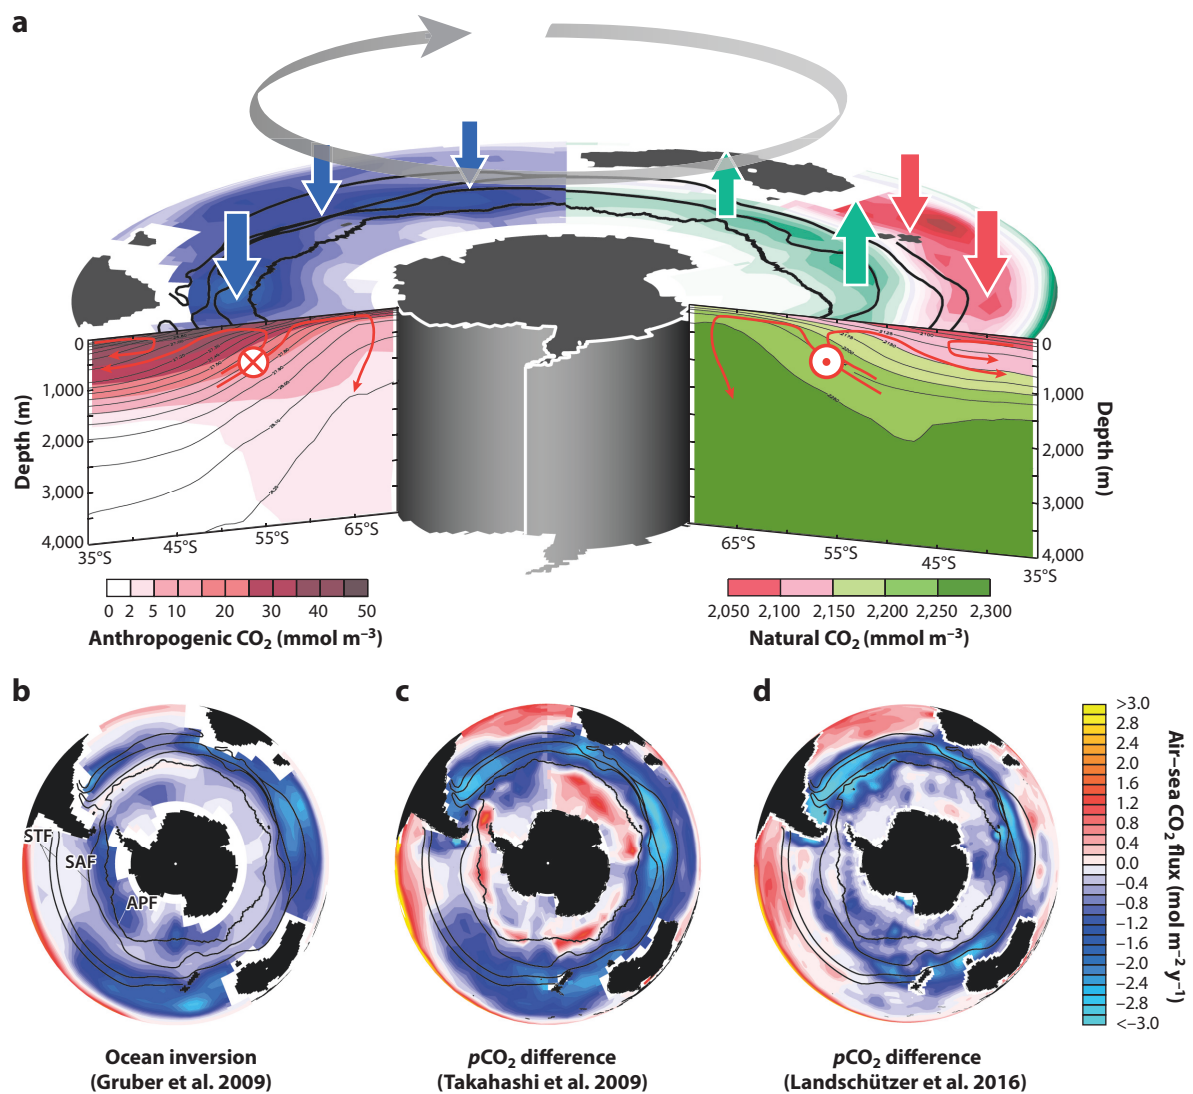 a
0
1,000
2,000
3,000
4,000
Depth (m)
35°S
45°S
55°S
65°S
65°S
55°S
45°S
35°S
0
1,000
2,000
3,000
4,000
Depth (m)
0 2 5 10 20 30 40 50
Anthropogenic CO₂ (mmol m⁻³)
2,050 2,100 2,150 2,200 2,250 2,300
Natural CO₂ (mmol m⁻³)
b
c
d
STF
SAF
APF
>3.0
2.8
2.4
2.0
1.6
1.2
0.8
0.4
0.0
−0.4
−0.8
−1.2
−1.6
−2.0
−2.4
−2.8
<−3.0
Air–sea CO₂ flux (mol m⁻² y⁻¹)
Ocean inversion
(Gruber et al. 2009)
pCO₂ difference
(Takahashi et al. 2009)
pCO₂ difference
(Landschützer et al. 2016)